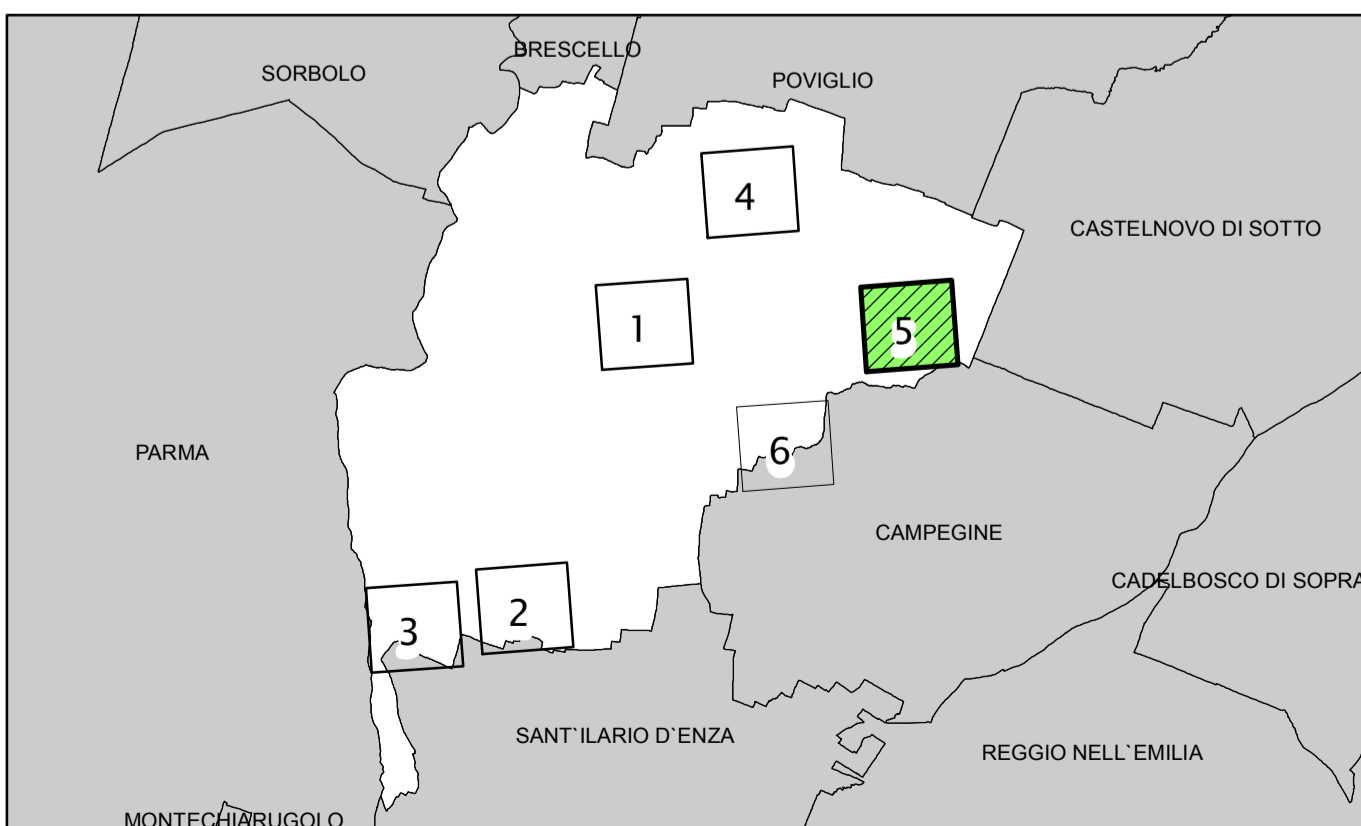 BRESCELLO
SORBOLO
POVIGLIO
4
CASTELNOVO DI SOTTO
1
5
PARMA
6
CAMPEGINE
CADELBOSCO DI SOPRA
3
2
SANT`ILARIO D`ENZA
REGGIO NELL`EMILIA
MONTECHIARUGOLO